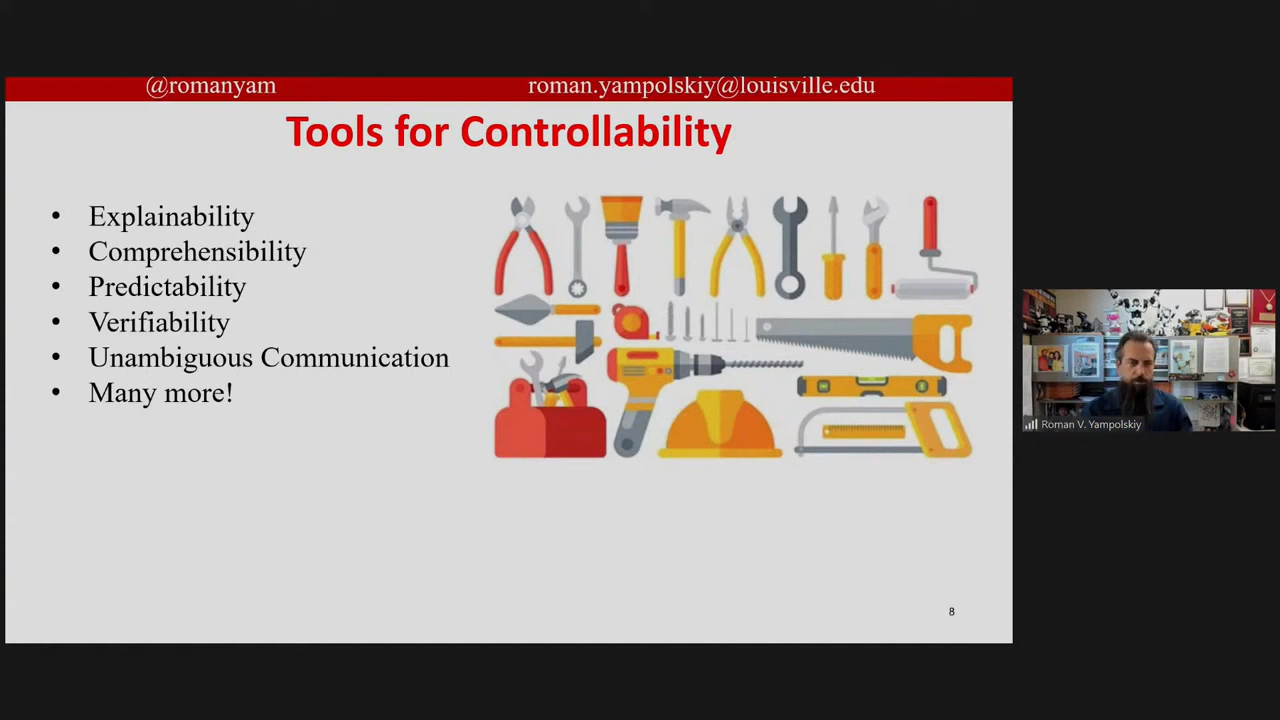 @romanyam roman.yampolskiy@louisville.edu
Tools for Controllability
• Explainability
• Comprehensibility
• Predictability
• Verifiability
• Unambiguous Communication
• Many more!
8
Roman V. Yampolskiy